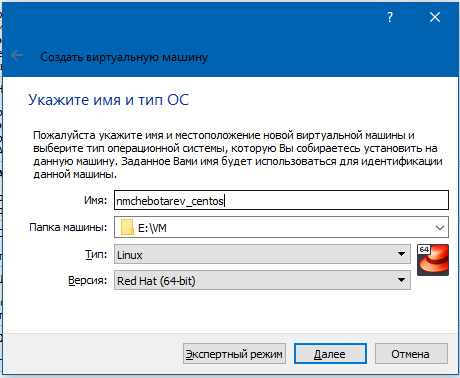 Создать виртуальную машину
Укажите имя и тип ОС
Пожалуйста укажите имя и местоположение новой виртуальной машины и
выберите тип операционной системы, которую Вы собираетесь установить на
данную машину. Заданное Вами имя будет использоваться для идентификации
данной машины.
Имя: nmchebotarev_centos
Папка машины: E:\VM
Тип: Linux
64
Версия: Red Hat (64-bit)
Экспертный режим Далее Отмена